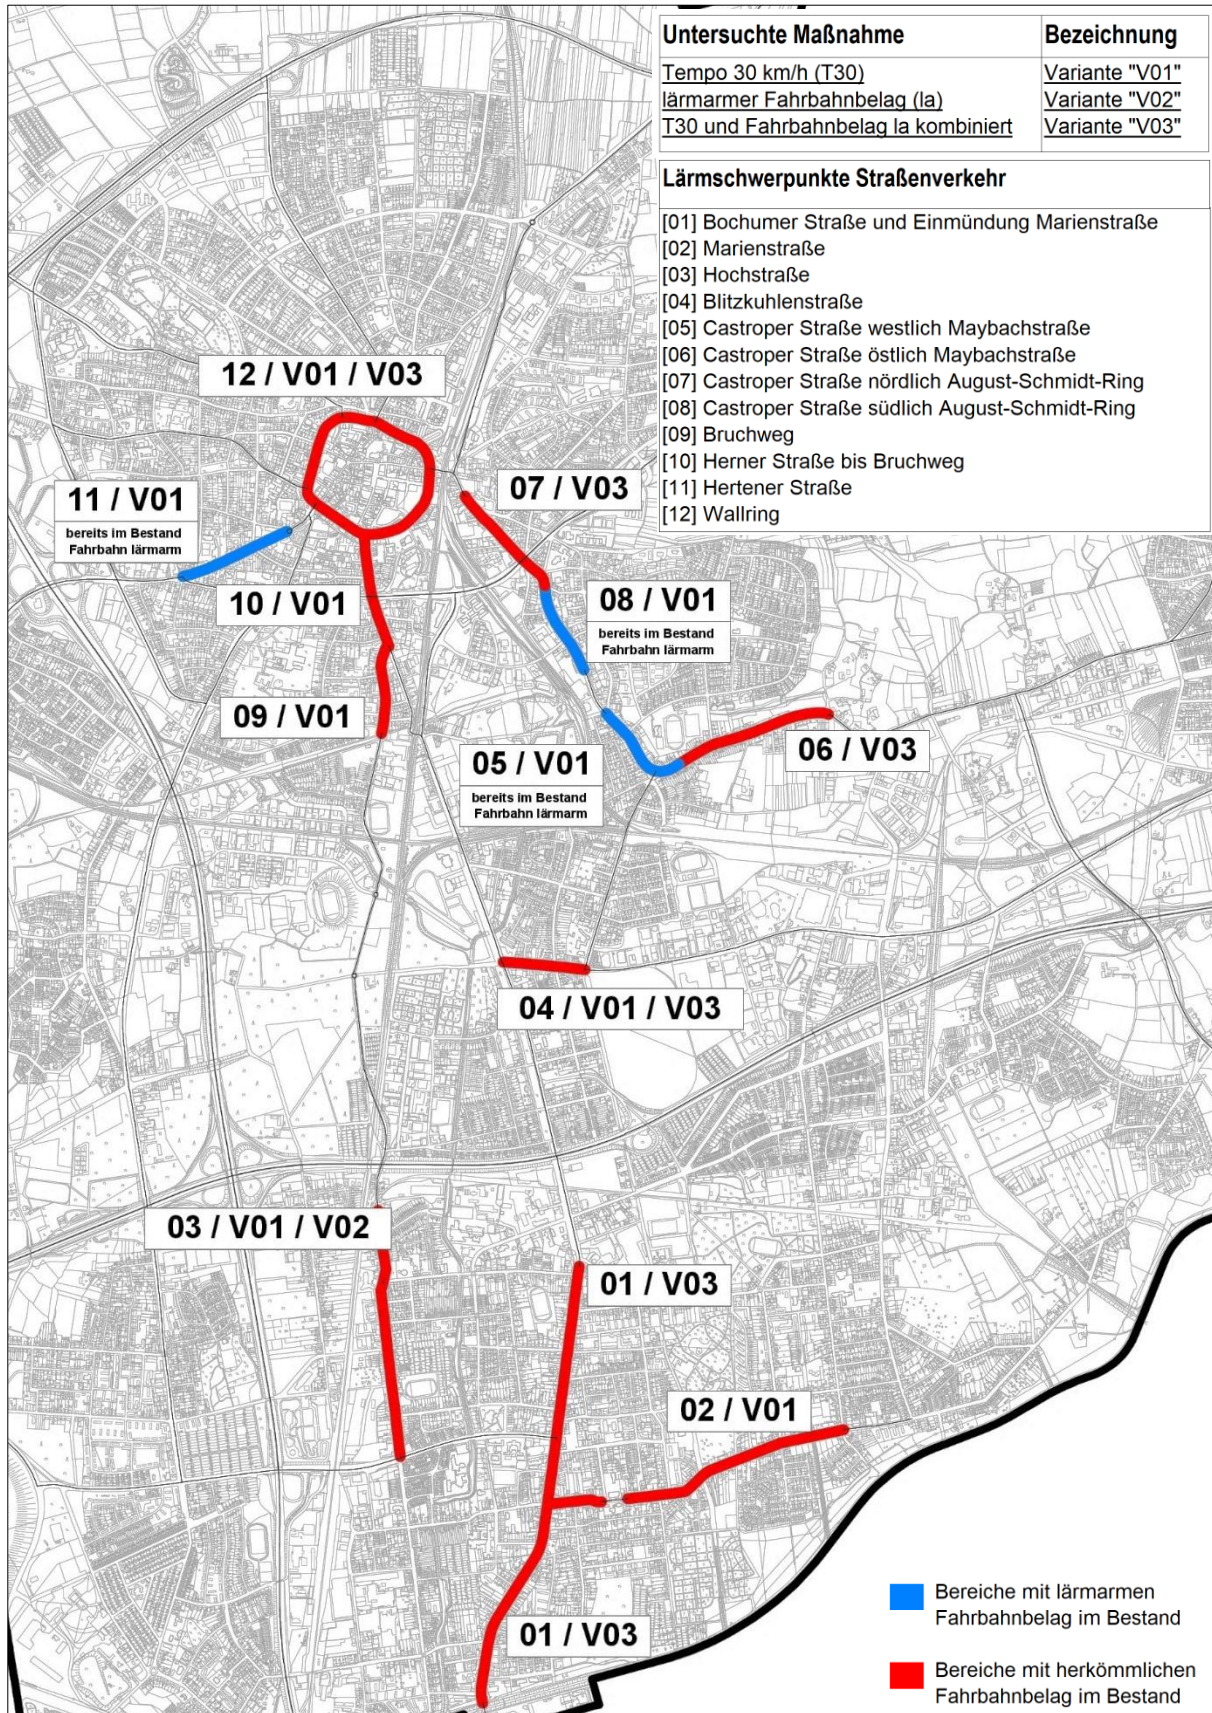 Untersuchte Maßnahme Bezeichnung
Tempo 30 km/h (T30) Variante "V01"
lärmarmer Fahrbahnbelag (la) Variante "V02"
T30 und Fahrbahnbelag la kombiniert Variante "V03"
Lärmschwerpunkte Straßenverkehr
[01] Bochumer Straße und Einmündung Marienstraße
[02] Marienstraße
[03] Hochstraße
[04] Blitzkuhlenstraße
[05] Castroper Straße westlich Maybachstraße
[06] Castroper Straße östlich Maybachstraße
[07] Castroper Straße nördlich August-Schmidt-Ring
[08] Castroper Straße südlich August-Schmidt-Ring
[09] Bruchweg
[10] Herner Straße bis Bruchweg
[11] Hertener Straße
[12] Wallring
12 / V01 / V03
07 / V03
11 / V01
bereits im Bestand
Fahrbahn lärmarm
10 / V01
08 / V01
bereits im Bestand
Fahrbahn lärmarm
09 / V01
06 / V03
05 / V01
bereits im Bestand
Fahrbahn lärmarm
04 / V01 / V03
03 / V01 / V02
01 / V03
02 / V01
01 / V03
Bereiche mit lärmarmen
Fahrbahnbelag im Bestand
Bereiche mit herkömmlichen
Fahrbahnbelag im Bestand